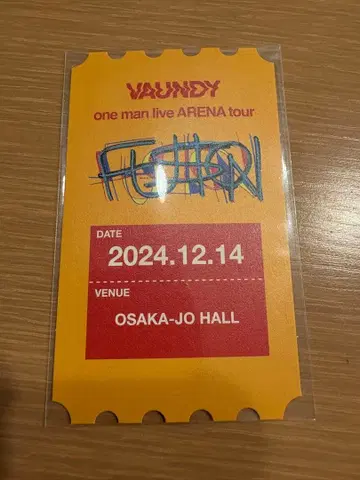 VAUNDY
one man live ARENA tour
FUSION
DATE
2024.12.14
VENUE
OSAKA-JO HALL